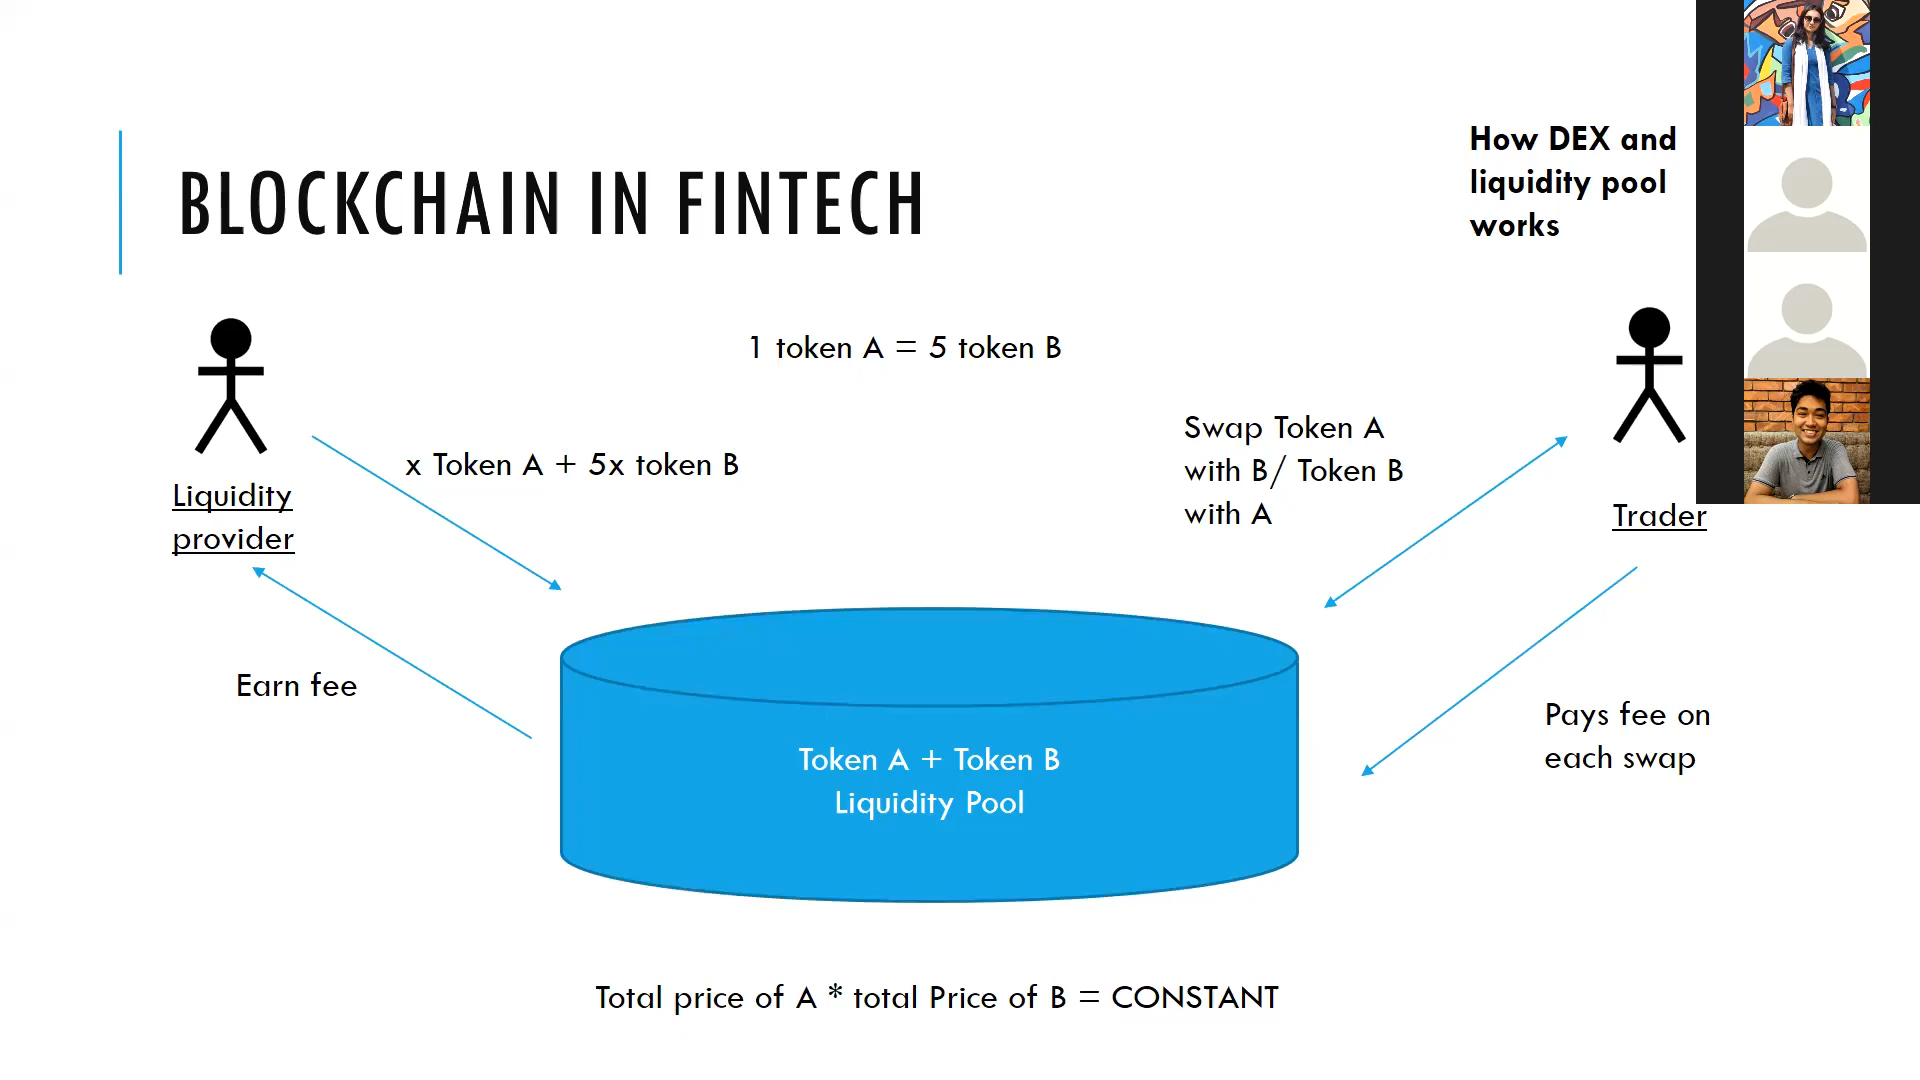 BLOCKCHAIN IN FINTECH
How DEX and
liquidity pool
works
1 token A = 5 token B
x Token A + 5x token B
Swap Token A
with B/ Token B
with A
Liquidity
provider
Trader
Earn fee
Pays fee on
each swap
Token A + Token B
Liquidity Pool
Total price of A * total Price of B = CONSTANT